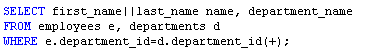 SELECT first_name||last_name name, department_name
FROM employees e, departments d
WHERE e.department_id=d.department_id(+);